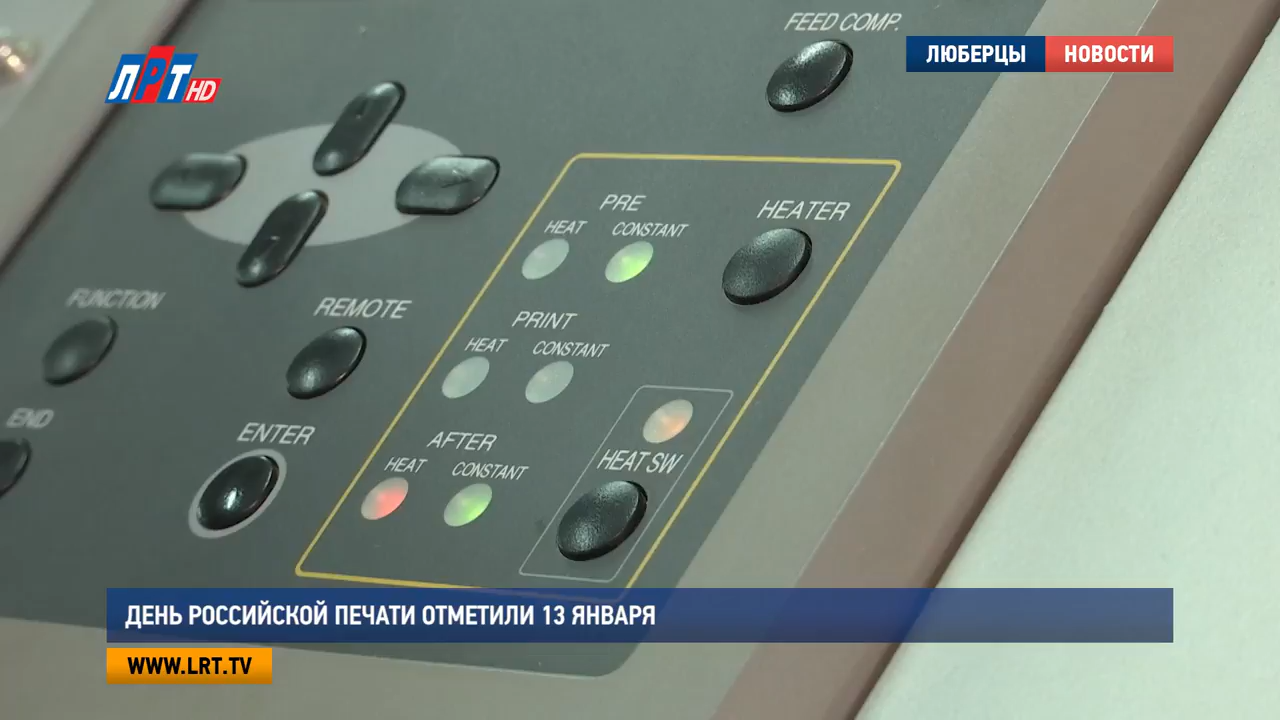 FEED COMP.
ЛРТ HD
ЛЮБЕРЦЫ НОВОСТИ
PRE
HEAT CONSTANT
HEATER
FUNCTION
REMOTE
PRINT
HEAT CONSTANT
END
ENTER
AFTER
HEAT CONSTANT
HEAT SW
ДЕНЬ РОССИЙСКОЙ ПЕЧАТИ ОТМЕТИЛИ 13 ЯНВАРЯ
WWW.LRT.TV